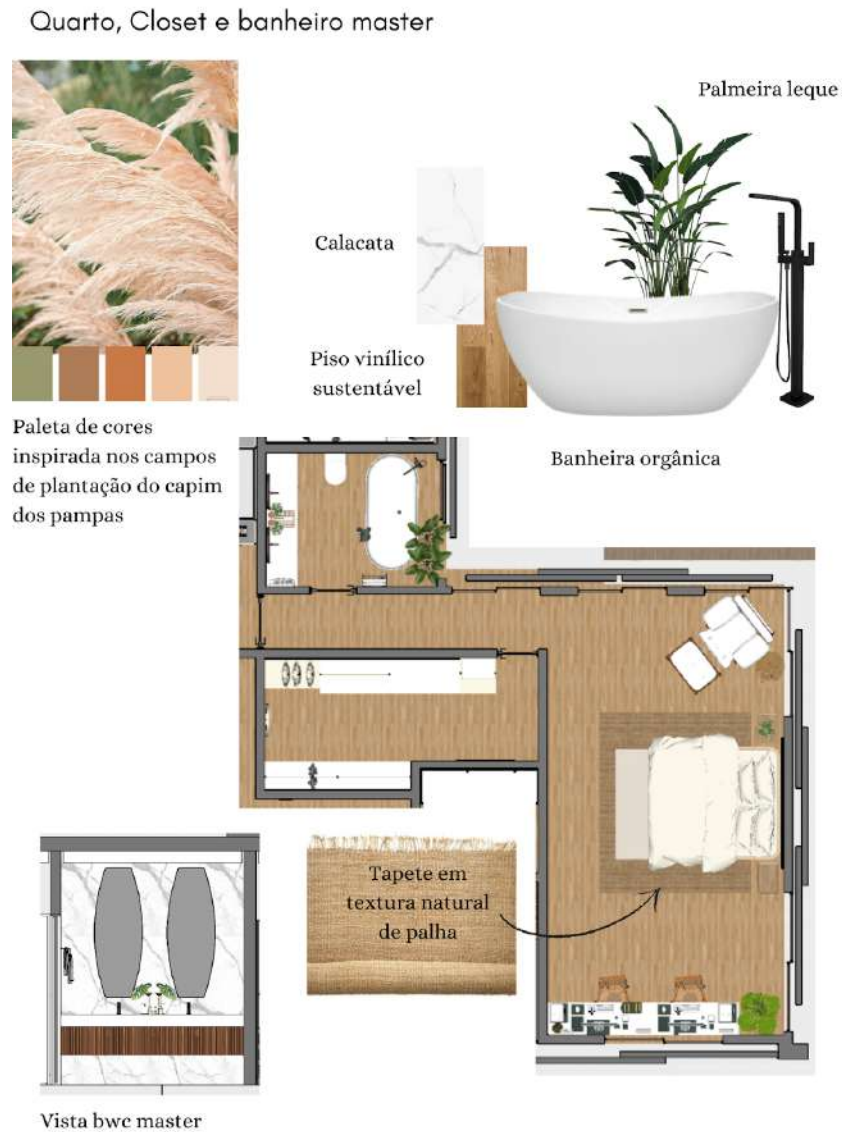 Quarto, Closet e banheiro master
Palmeira leque
Calacata
Piso vinílico
sustentável
Paleta de cores
inspirada nos campos
de plantação do capim
dos pampas
Banheira orgânica
Tapete em
textura natural
de palha
Vista bwc master